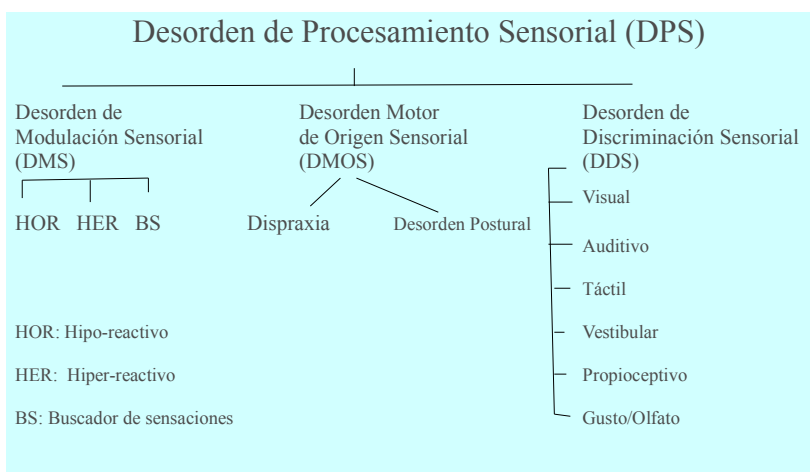 Desorden de Procesamiento Sensorial (DPS)
Desorden de
Modulación Sensorial
(DMS)
HOR HER BS
Desorden Motor
de Origen Sensorial
(DMOS)
Dispraxia
Desorden Postural
Desorden de
Discriminación Sensorial
(DDS)
Visual
Auditivo
Táctil
Vestibular
Propioceptivo
Gusto/Olfato
HOR: Hipo-reactivo
HER: Hiper-reactivo
BS: Buscador de sensaciones